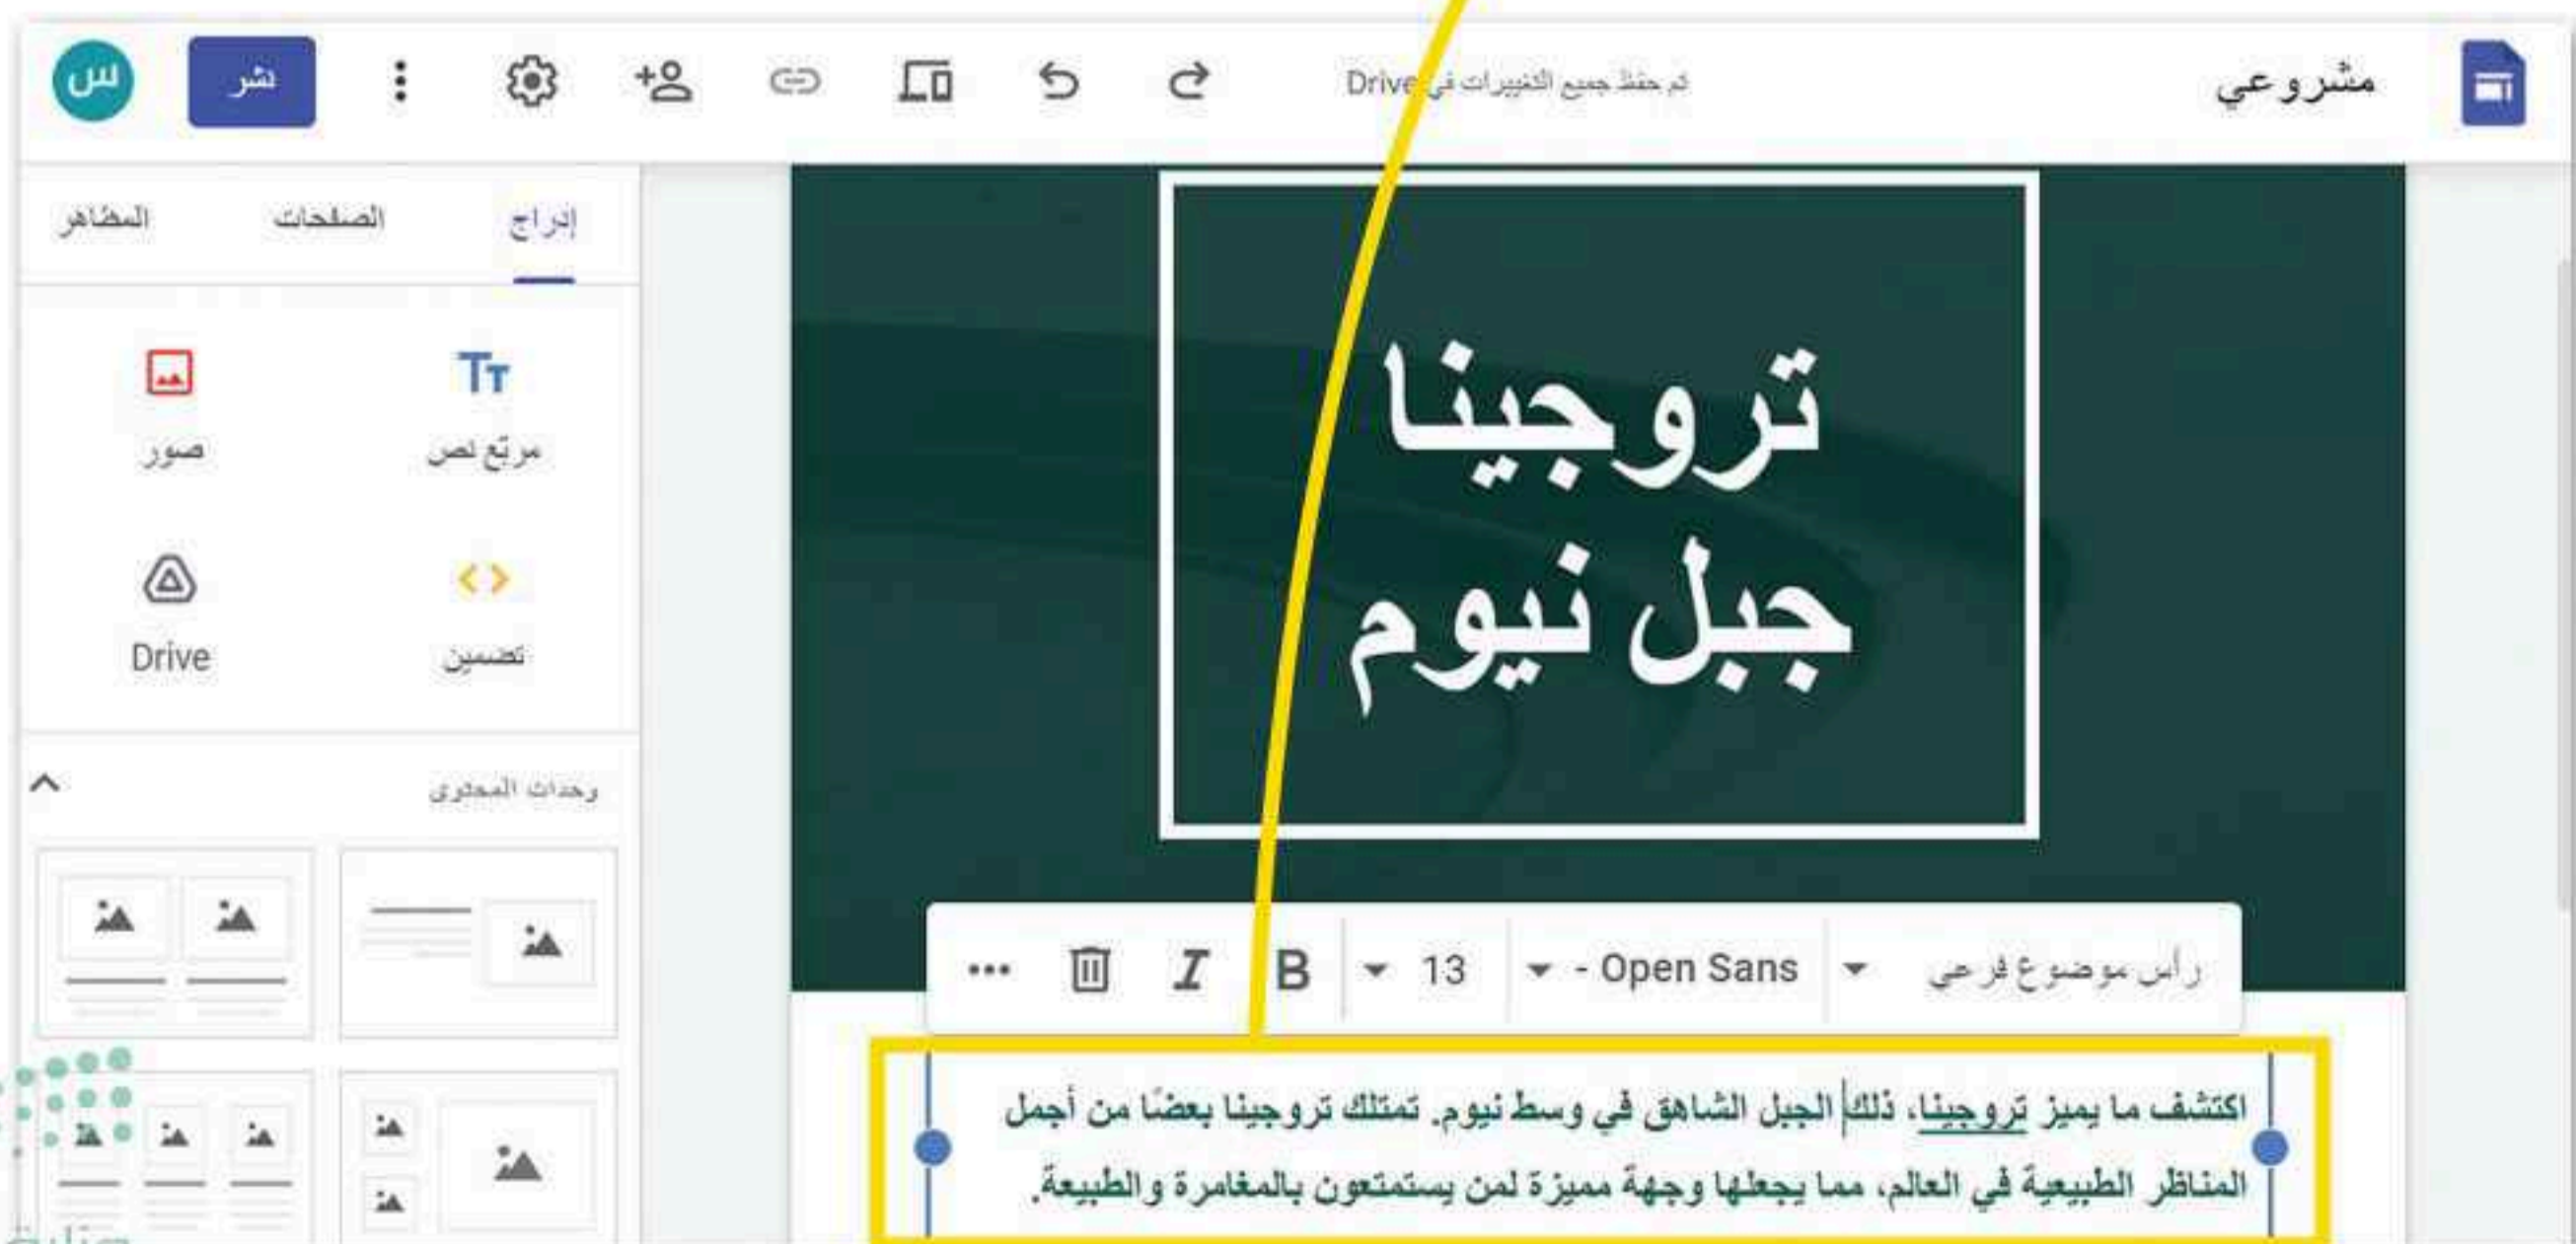 مشروعي
تم حفظ جميع التغييرات في Drive
نشر
س
إدراج
الصفحات
المظاهر
مربّع نص
صور
تضمين
Drive
وحدات المحتوى
تروجينا
جبل نيوم
رأس موضوع فرعي
Open Sans -
13
B
I
اكتشف ما يميز تروجينا، ذلك الجبل الشاهق في وسط نيوم. تمتلك تروجينا بعضًا من أجمل
المناظر الطبيعية في العالم، مما يجعلها وجهة مميزة لمن يستمتعون بالمغامرة والطبيعة.